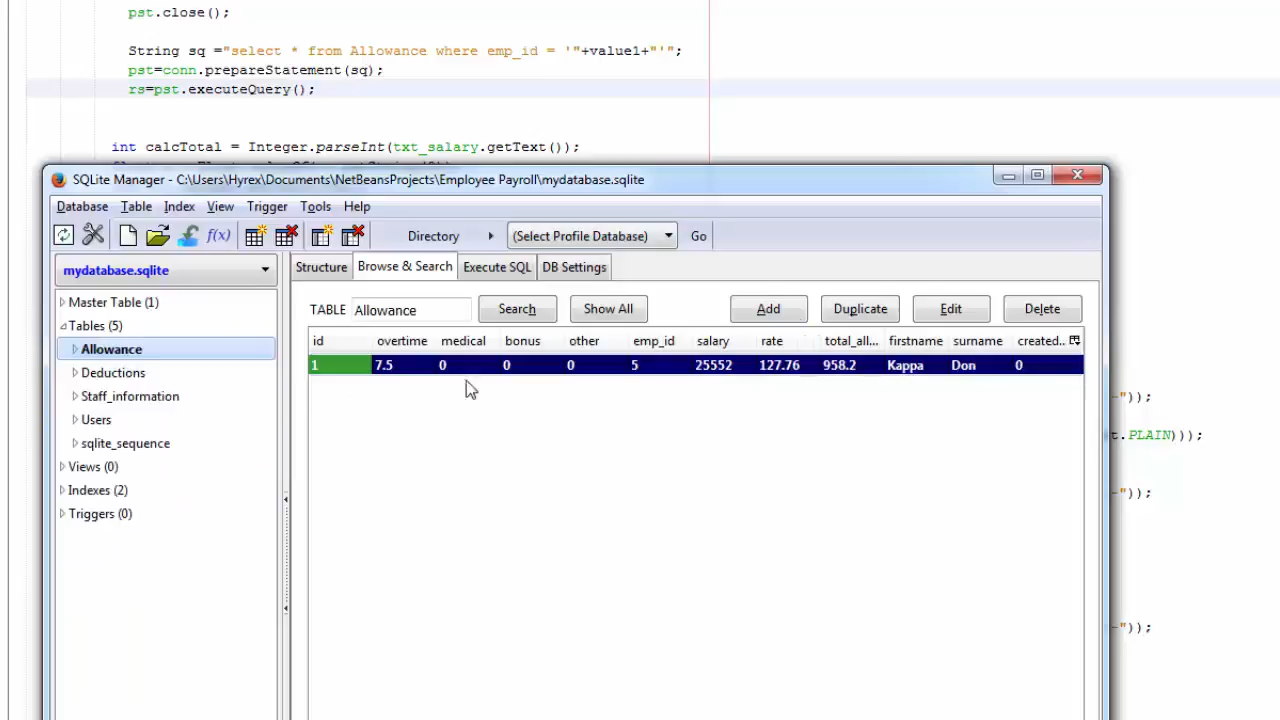 pst.close();
String sq ="select * from Allowance where emp_id = '"+value1+"'";
pst=conn.prepareStatement(sq);
rs=pst.executeQuery();
int calcTotal = Integer.parseInt(txt_salary.getText());
SQLite Manager - C:\Users\Hyrex\Documents\NetBeansProjects\Employee Payroll\mydatabase.sqlite
Database Table Index View Trigger Tools Help
f(x) Directory (Select Profile Database) Go
mydatabase.sqlite
Structure Browse & Search Execute SQL DB Settings
Master Table (1)
Tables (5)
Allowance
Deductions
Staff_information
Users
sqlite_sequence
Views (0)
Indexes (2)
Triggers (0)
TABLE Allowance Search Show All Add Duplicate Edit Delete
id overtime medical bonus other emp_id salary rate total_all... firstname surname created..
1 7.5 0 0 0 5 25552 127.76 958.2 Kappa Don 0
-"));
t.PLAIN)));
-"));
-"));